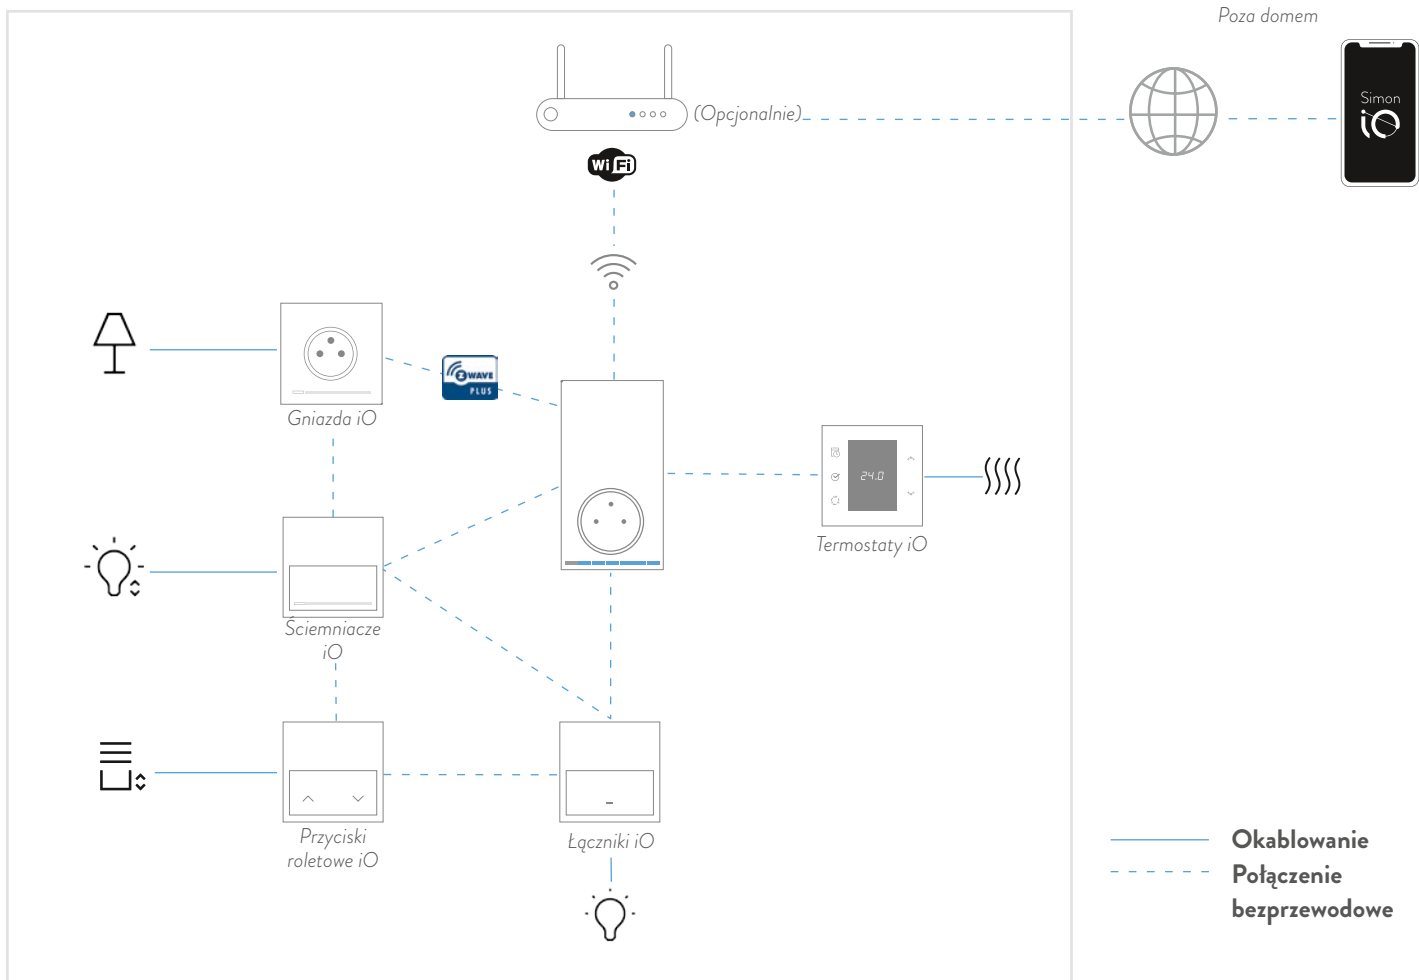 Poza domem
Simon
iO
(Opcjonalnie)
Wi Fi
Z WAVE
PLUS
Gniazda iO
24.0
Termostaty iO
Ściemniacze
iO
Przyciski
roletowe iO
Łączniki iO
Okablowanie
Połączenie
bezprzewodowe